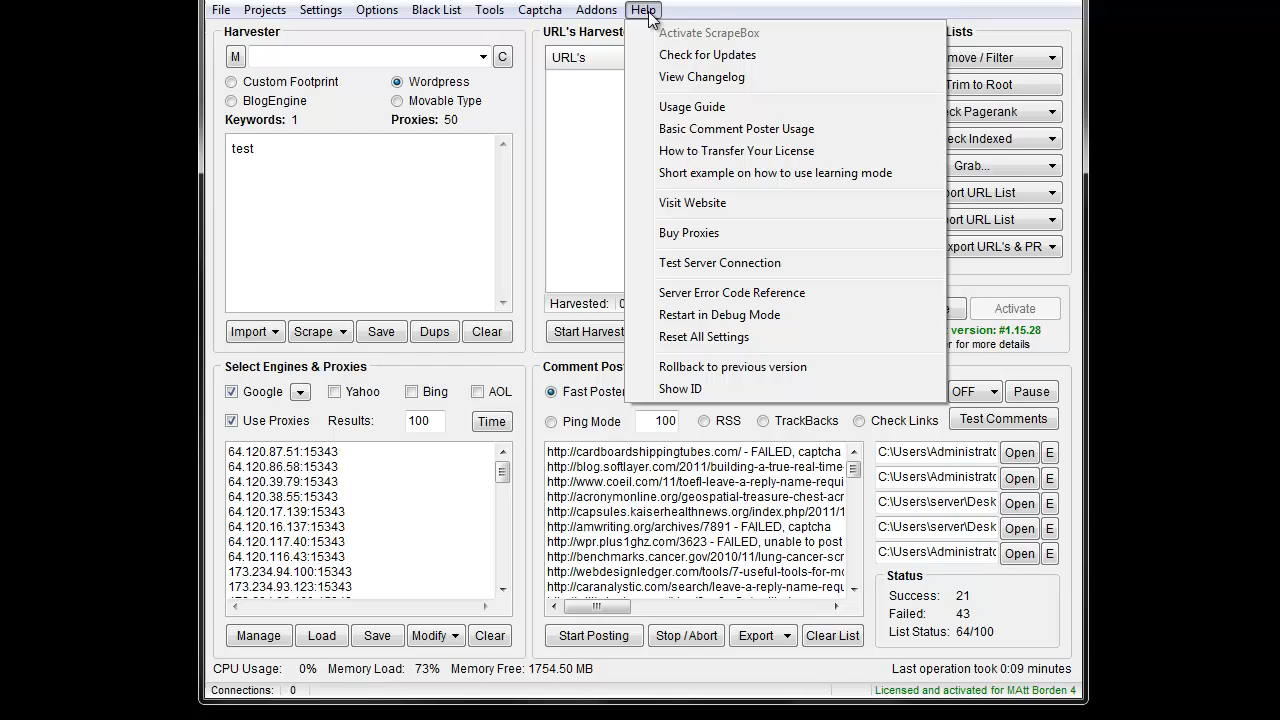 File Projects Settings Options Black List Tools Captcha Addons Help
Harvester
M C
Custom Footprint Wordpress
BlogEngine Movable Type
Keywords: 1 Proxies: 50
test
Import Scrape Save Dups Clear
URL's Harvest
URL's
Harvested: 0
Start Harvest
Activate ScrapeBox
Check for Updates
View Changelog
Usage Guide
Basic Comment Poster Usage
How to Transfer Your License
Short example on how to use learning mode
Visit Website
Buy Proxies
Test Server Connection
Server Error Code Reference
Restart in Debug Mode
Reset All Settings
Rollback to previous version
Show ID
Lists
move / Filter
Trim to Root
ck Pagerank
eck Indexed
Grab...
ort URL List
ort URL List
xport URL's & PR
e Activate
version: #1.15.28
er for more details
Select Engines & Proxies
Google Yahoo Bing AOL
Use Proxies Results: 100 Time
64.120.87.51:15343
64.120.86.58:15343
64.120.39.79:15343
64.120.38.55:15343
64.120.17.139:15343
64.120.16.137:15343
64.120.117.40:15343
64.120.116.43:15343
173.234.94.100:15343
173.234.93.123:15343
Manage Load Save Modify Clear
Comment Pos
Fast Poster OFF Pause
Ping Mode 100 RSS TrackBacks Check Links Test Comments
http://cardboardshippingtubes.com/ - FAILED, captcha
http://blog.softlayer.com/2011/building-a-true-real-time-
http://www.coeil.com/11/toefl-leave-a-reply-name-requi
http://acronymonline.org/geospatial-treasure-chest-acr
http://capsules.kaiserhealthnews.org/index.php/2011/1
http://amwriting.org/archives/7891 - FAILED, captcha
http://wpr.plus1ghz.com/3623 - FAILED, unable to post
http://benchmarks.cancer.gov/2010/11/lung-cancer-scr
http://webdesignledger.com/tools/7-useful-tools-for-mo
http://caranalystic.com/search/leave-a-reply-name-requ
C:\Users\Administrato Open E
C:\Users\Administrato Open E
C:\Users\server\Desk Open E
C:\Users\server\Desk Open E
C:\Users\Administrato Open E
Status
Success: 21
Failed: 43
List Status: 64/100
Start Posting Stop / Abort Export Clear List
CPU Usage: 0% Memory Load: 73% Memory Free: 1754.50 MB Last operation took 0:09 minutes
Connections: 0 Licensed and activated for MAtt Borden 4